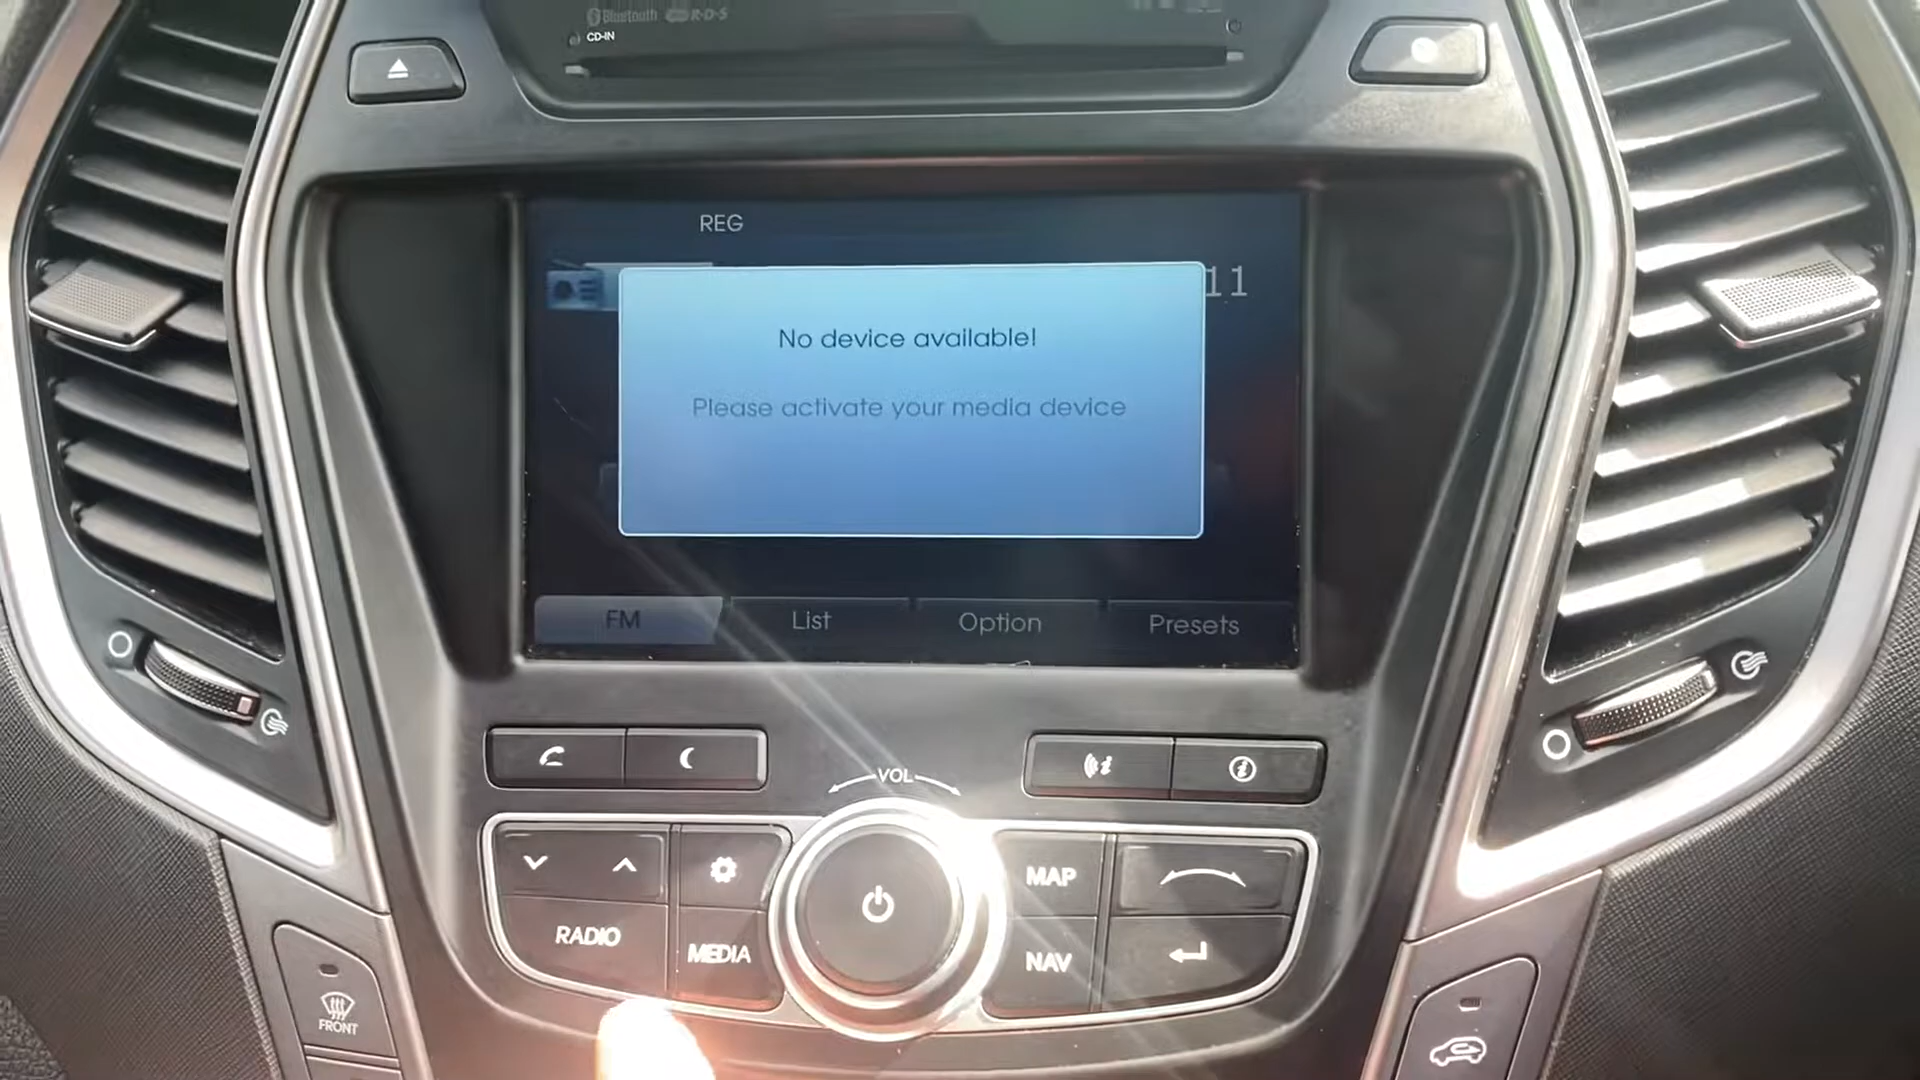 Bluetooth R·D·S
CD-IN
REG
11
No device available!
Please activate your media device
FM List Option Presets
VOL
MAP
RADIO MEDIA NAV
FRONT